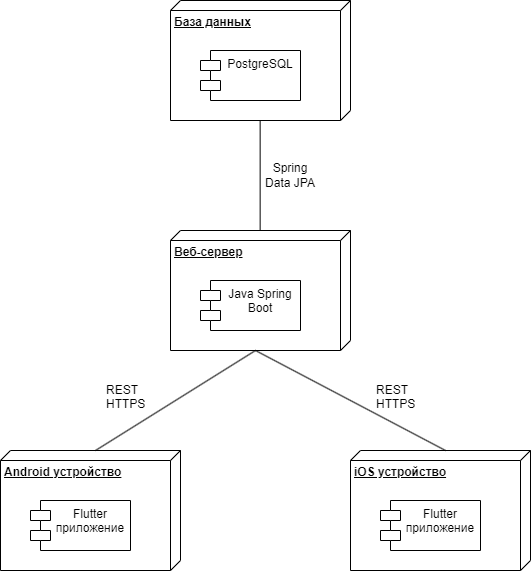 База данных
PostgreSQL
Spring
Data JPA
Веб-сервер
Java Spring
Boot
REST
HTTPS
REST
HTTPS
Android устройство
Flutter
приложение
iOS устройство
Flutter
приложение